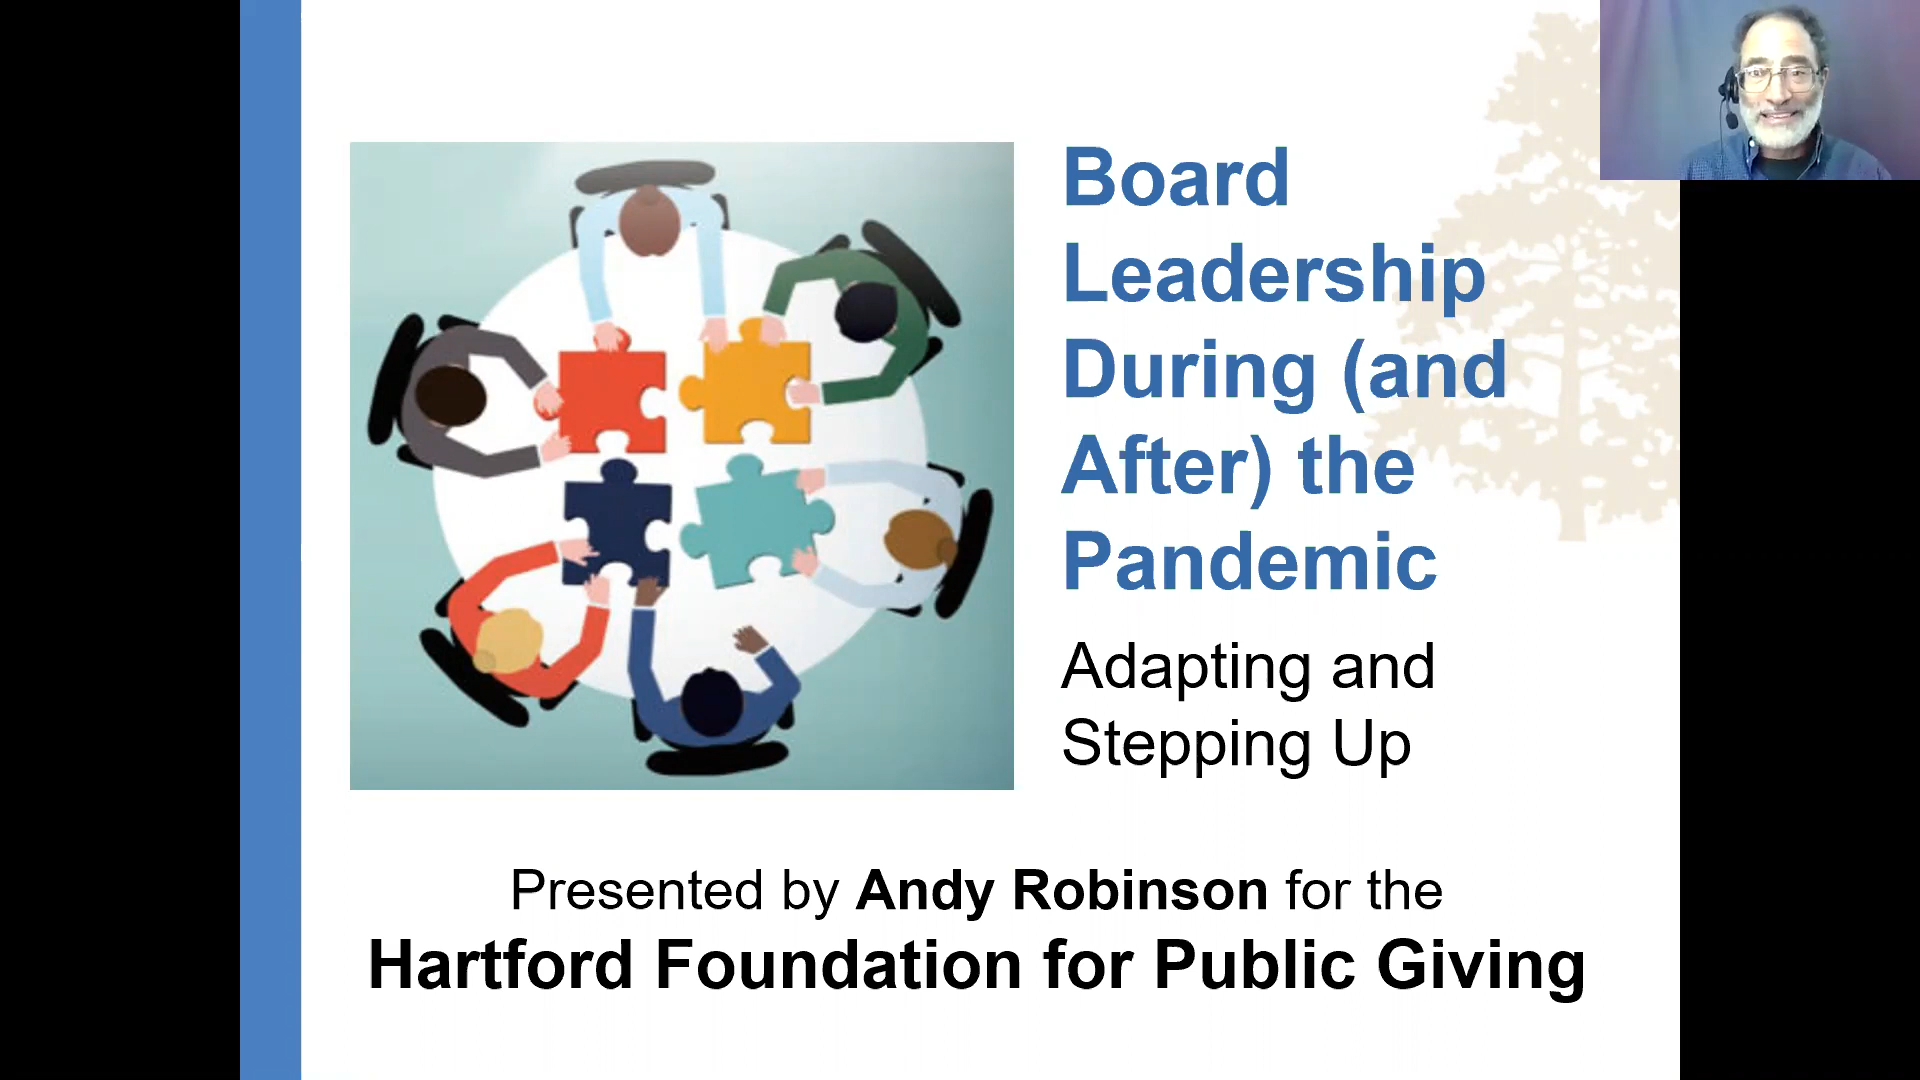 Board
Leadership
During (and
After) the
Pandemic
Adapting and
Stepping Up
Presented by Andy Robinson for the
Hartford Foundation for Public Giving